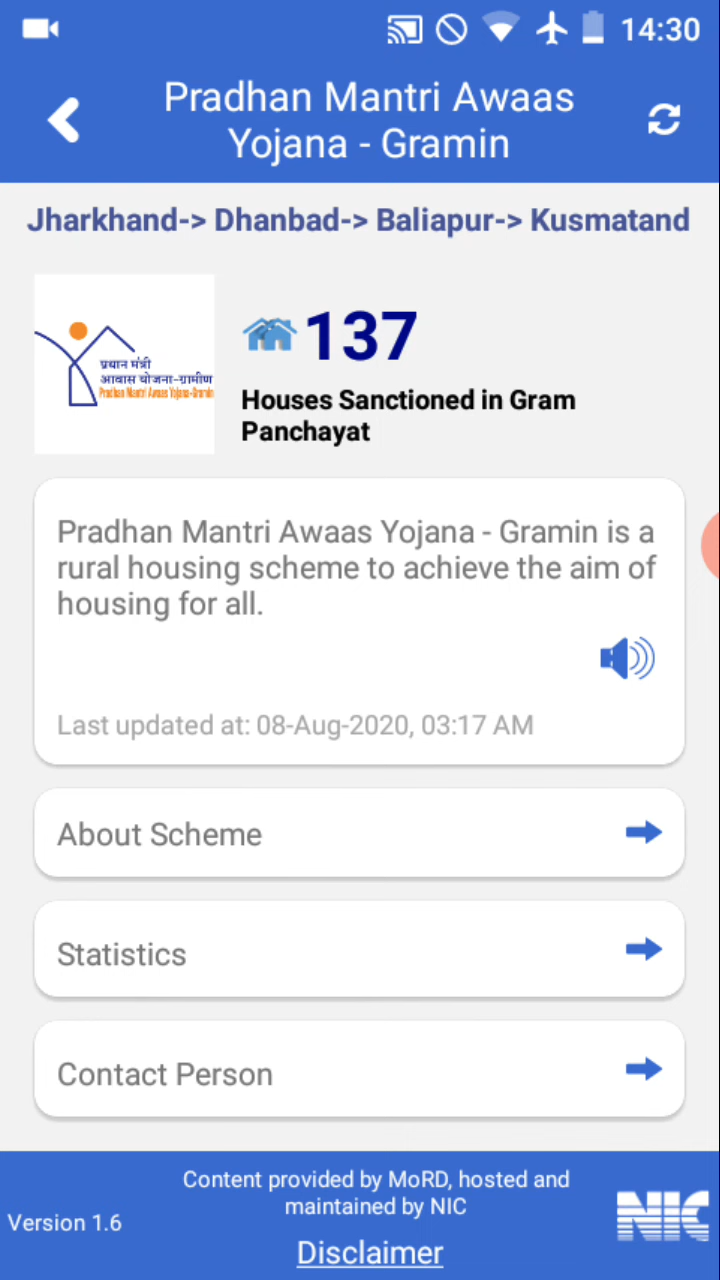 14:30
Pradhan Mantri Awaas
Yojana - Gramin
Jharkhand-> Dhanbad-> Baliapur-> Kusmatand
प्रधान मंत्री
आवास योजना-ग्रामीण
Pradhan Mantri Awaas Yojana-Gramin
137
Houses Sanctioned in Gram
Panchayat
Pradhan Mantri Awaas Yojana - Gramin is a
rural housing scheme to achieve the aim of
housing for all.
Last updated at: 08-Aug-2020, 03:17 AM
About Scheme
Statistics
Contact Person
Content provided by MoRD, hosted and
maintained by NIC
Version 1.6
NIC
Disclaimer